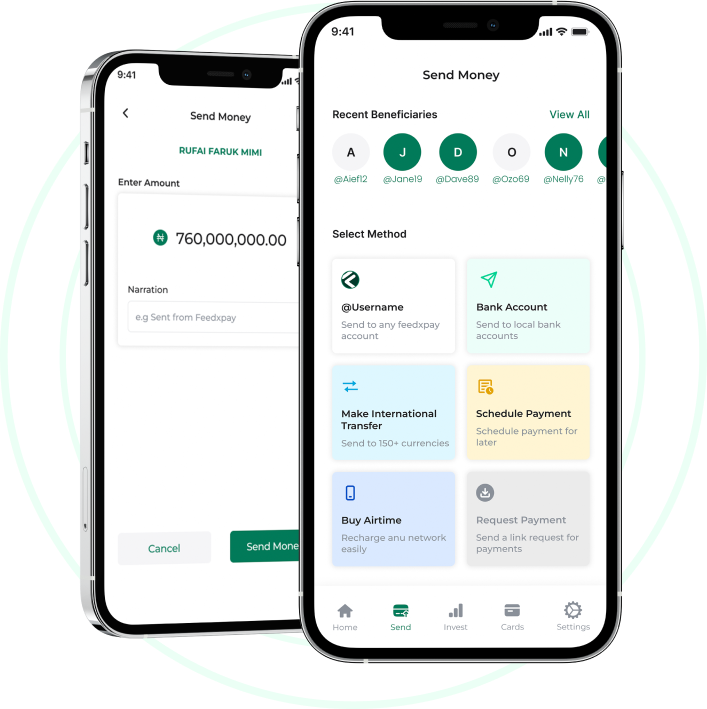 9:41
Send Money
RUFAI FARUK MIMI
Enter Amount
₦ 760,000,000.00
Narration
e.g Sent from Feedxpay
Cancel
Send Mone
9:41
Send Money
Recent Beneficiaries
View All
A
J
D
O
N
@Aief12
@Jane19
@Dave89
@Ozo69
@Nelly76
@
Select Method
@Username
Send to any feedxpay
account
Bank Account
Send to local bank
accounts
Make International
Transfer
Send to 150+ currencies
Schedule Payment
Schedule payment for
later
Buy Airtime
Recharge anu network
easily
Request Payment
Send a link request for
payments
Home
Send
Invest
Cards
Settings